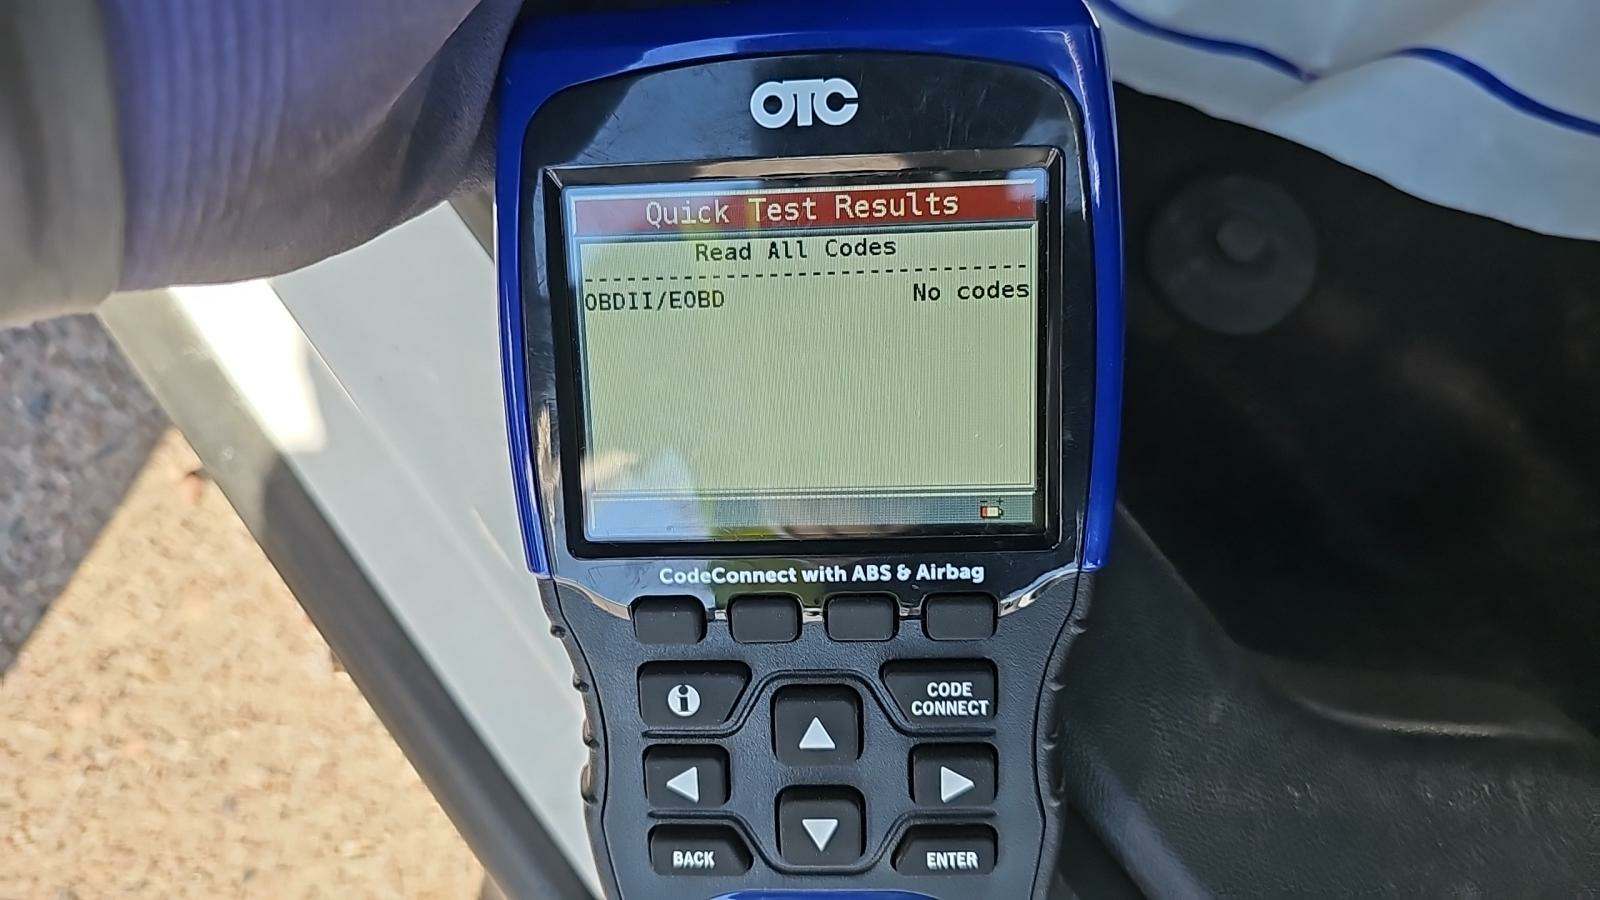 OTC
Quick Test Results
Read All Codes
OBDII/EOBD No codes
CodeConnect with ABS & Airbag
i
CODE
CONNECT
BACK
ENTER